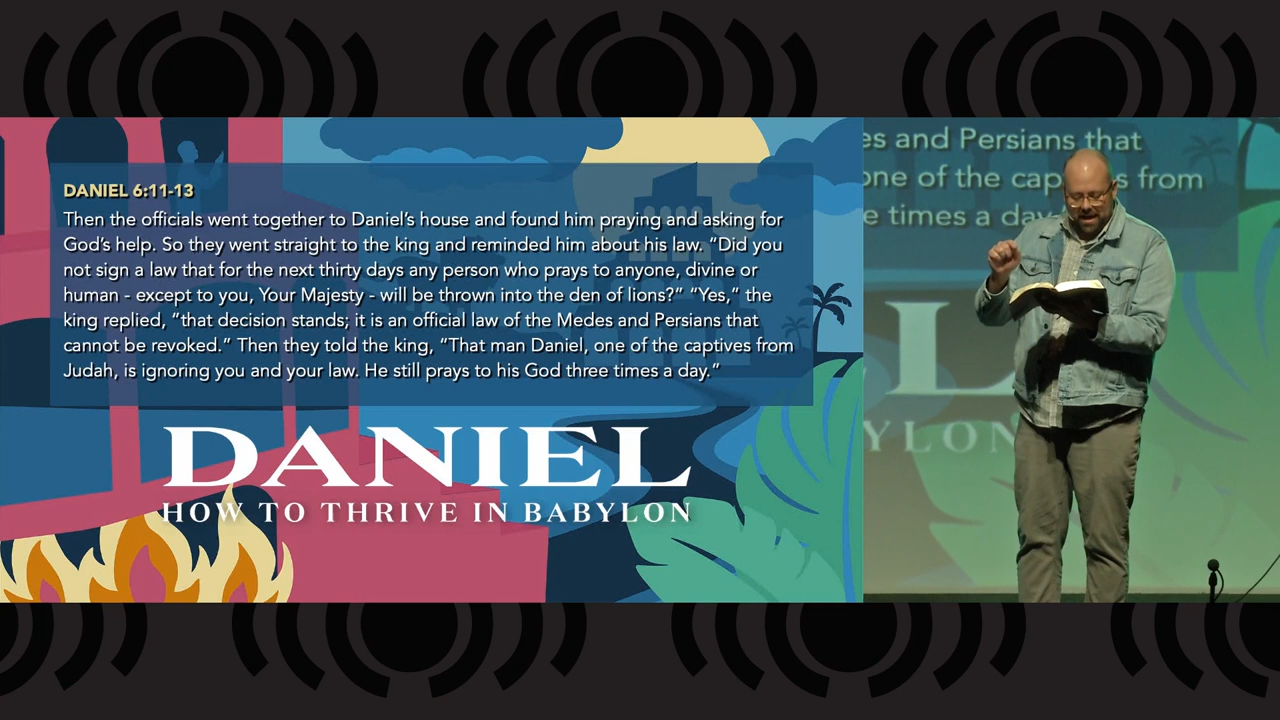 DANIEL 6:11-13
Then the officials went together to Daniel’s house and found him praying and asking for
God’s help. So they went straight to the king and reminded him about his law. “Did you
not sign a law that for the next thirty days any person who prays to anyone, divine or
human - except to you, Your Majesty - will be thrown into the den of lions?” “Yes,” the
king replied, “that decision stands; it is an official law of the Medes and Persians that
cannot be revoked.” Then they told the king, “That man Daniel, one of the captives from
Judah, is ignoring you and your law. He still prays to his God three times a day.”
DANIEL
HOW TO THRIVE IN BABYLON
es and Persians that
one of the cap s from
e times a day
L
YLON